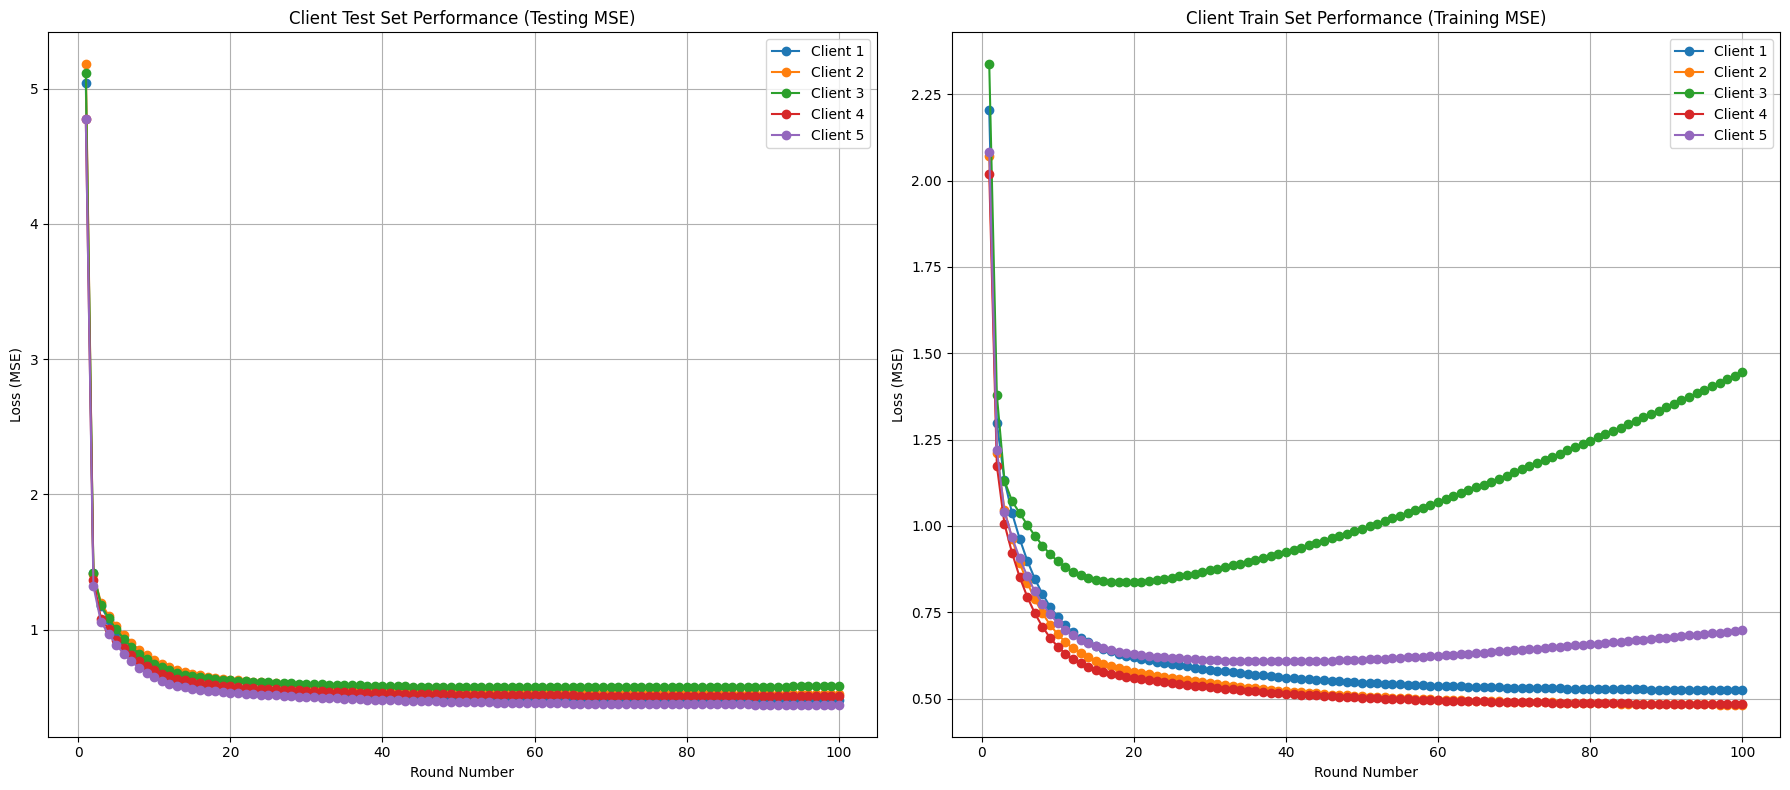 Client Test Set Performance (Testing MSE)
Loss (MSE)
5
4
3
2
1
0
20
40
60
80
100
Round Number
Client 1
Client 2
Client 3
Client 4
Client 5
Client Train Set Performance (Training MSE)
Loss (MSE)
2.25
2.00
1.75
1.50
1.25
1.00
0.75
0.50
0
20
40
60
80
100
Round Number
Client 1
Client 2
Client 3
Client 4
Client 5